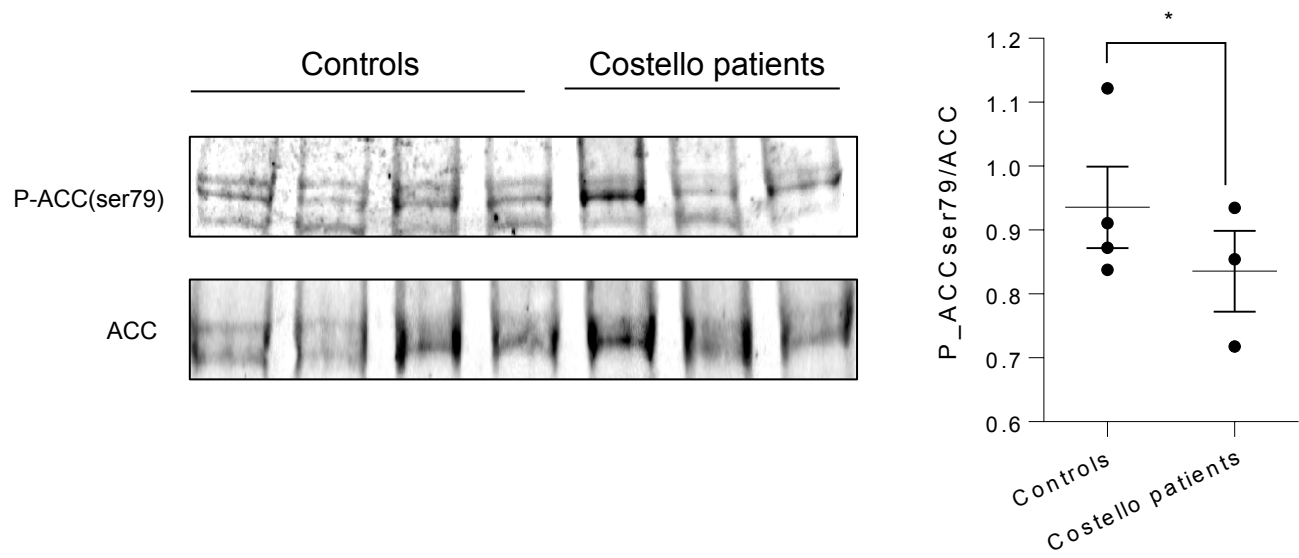 Controls
Costello patients
P-ACC(ser79)
ACC
*
1.2
1.1
1.0
0.9
0.8
0.7
0.6
P_ACCser79/ACC
Controls
Costello patients